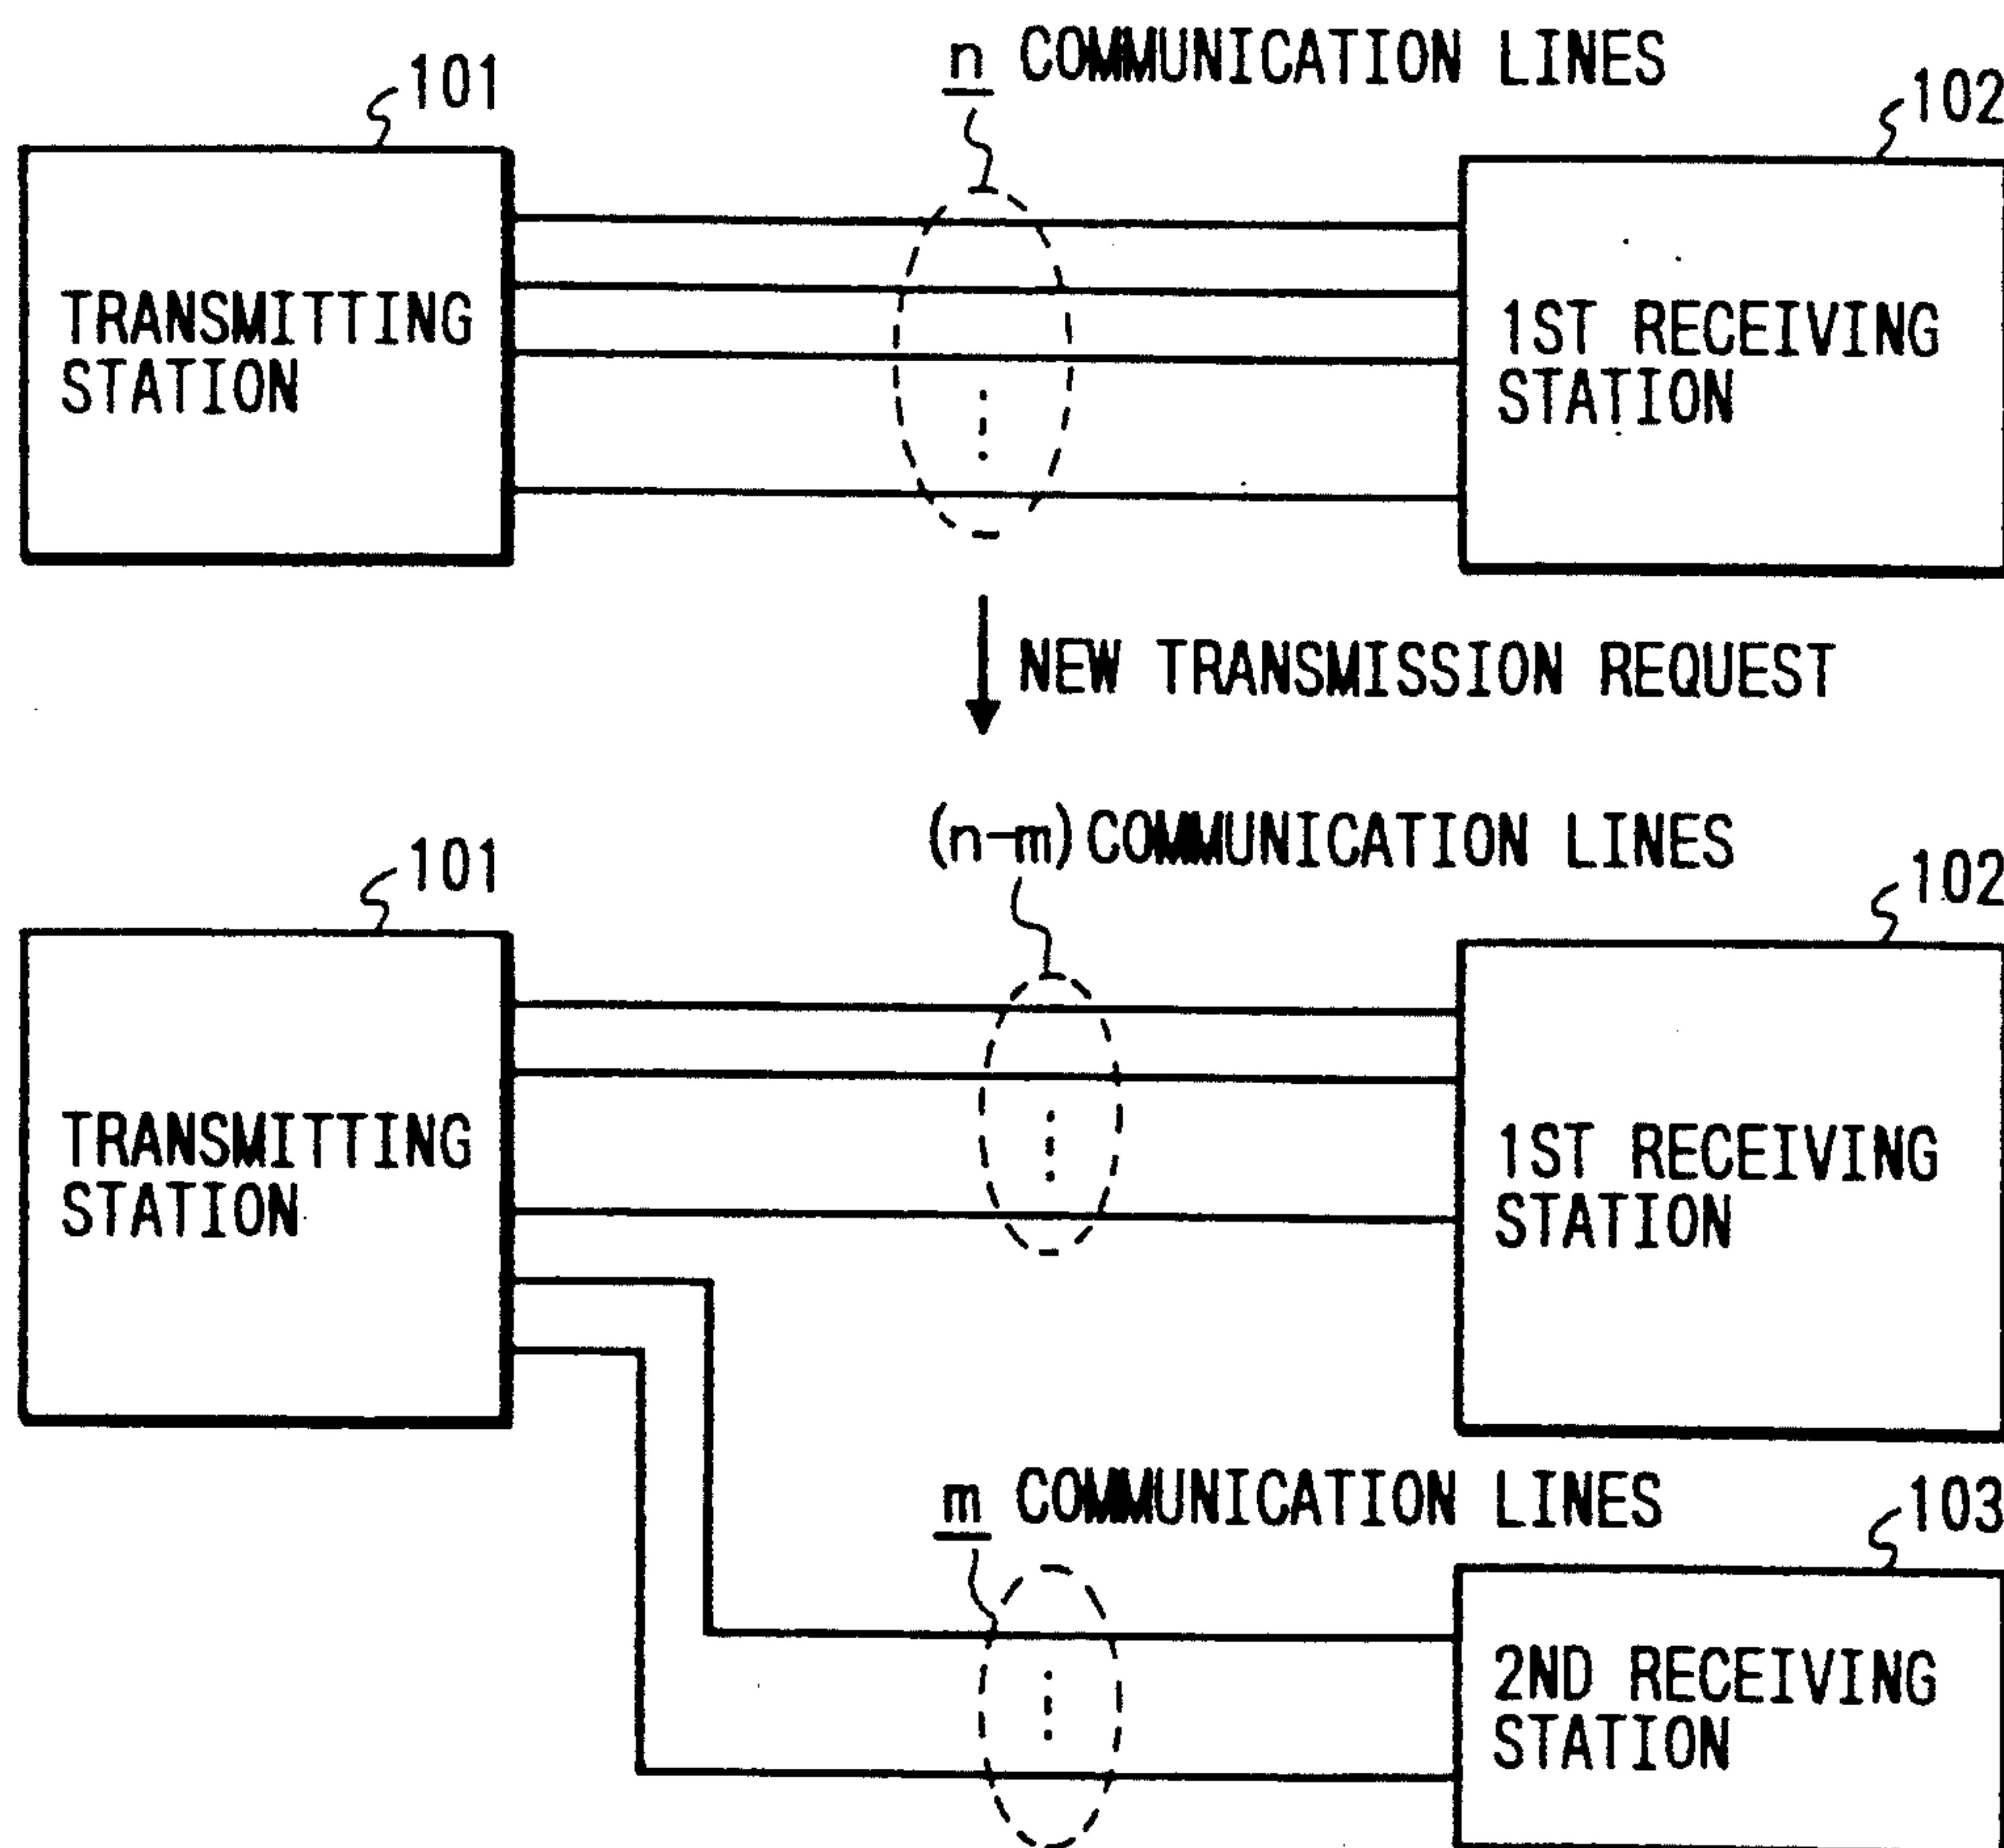 n COMMUNICATION LINES
101
102
TRANSMITTING
STATION
1ST RECEIVING
STATION
NEW TRANSMISSION REQUEST
(n-m) COMMUNICATION LINES
101
102
TRANSMITTING
STATION
1ST RECEIVING
STATION
m COMMUNICATION LINES
103
2ND RECEIVING
STATION